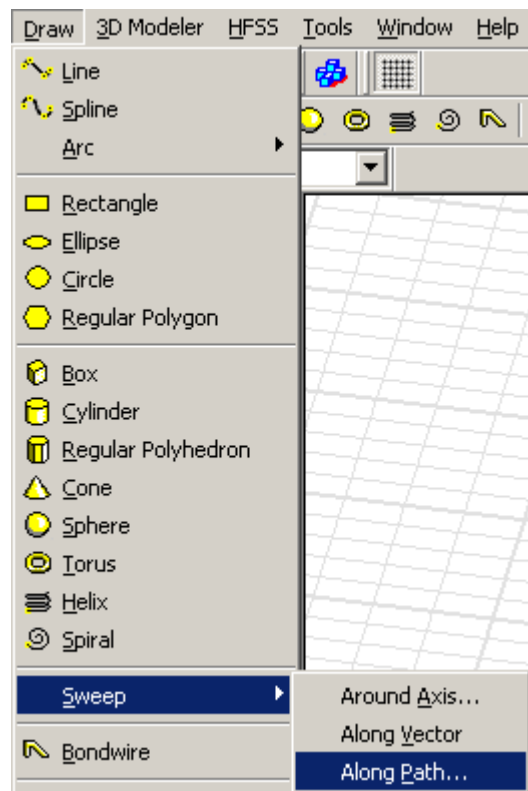 Draw 3D Modeler HFSS Tools Window Help
Line
Spline
Arc
Rectangle
Ellipse
Circle
Regular Polygon
Box
Cylinder
Regular Polyhedron
Cone
Sphere
Torus
Helix
Spiral
Sweep
Around Axis...
Along Vector
Along Path...
Bondwire